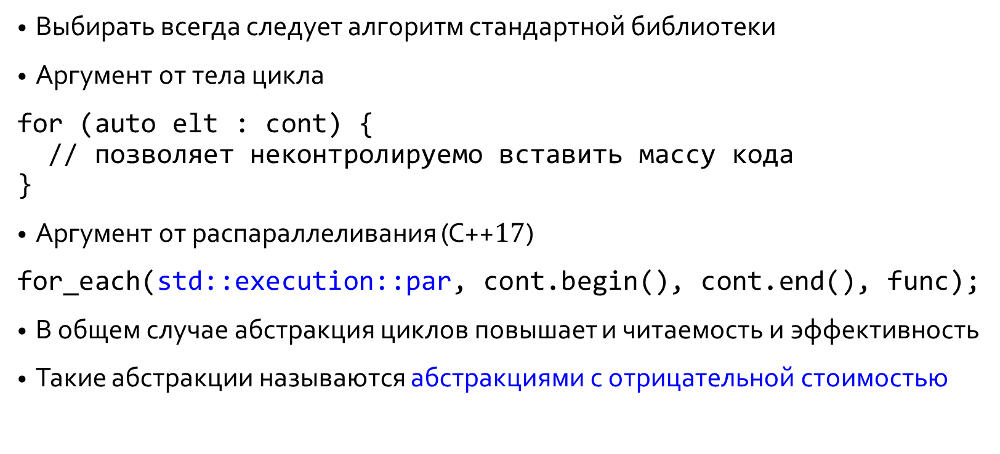 • Выбирать всегда следует алгоритм стандартной библиотеки
• Аргумент от тела цикла
for (auto elt : cont) {
  // позволяет неконтролируемо вставить массу кода
}
• Аргумент от распараллеливания (C++17)
for_each(std::execution::par, cont.begin(), cont.end(), func);
• В общем случае абстракция циклов повышает и читаемость и эффективность
• Такие абстракции называются абстракциями с отрицательной стоимостью